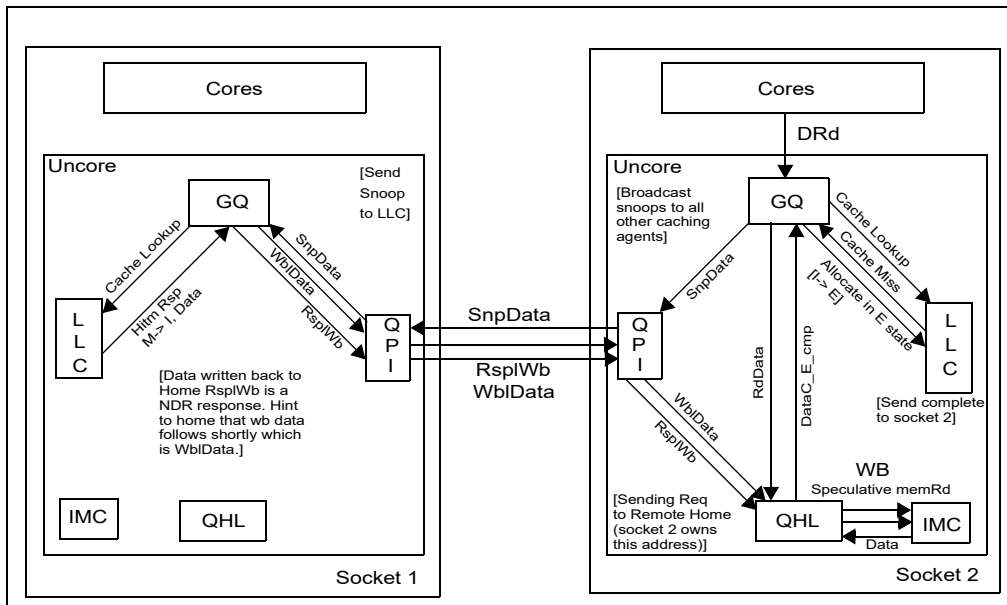 Cores
Uncore
GQ
[Send
Snoop
to LLC]
Cache Lookup
Hitm Rsp
M-> I, Data
SnpData
WbIData
RspIWb
L
L
C
Q
P
I
[Data written back to
Home RspIWb is a
NDR response. Hint
to home that wb data
follows shortly which
is WbIData.]
IMC
QHL
Socket 1
SnpData
RspIWb
WbIData
Cores
DRd
Uncore
GQ
[Broadcast
snoops to all
other caching
agents]
Cache Lookup
Cache Miss
Allocate in E state
[I-> E]
SnpData
Q
P
I
L
L
C
RdData
DataC_E_cmp
WbIData
RspIWb
[Send complete
to socket 2]
[Sending Req
to Remote Home
(socket 2 owns
this address)]
WB
Speculative memRd
QHL
IMC
Data
Socket 2